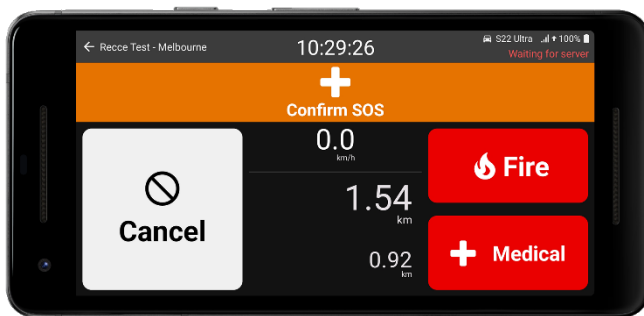 Recce Test - Melbourne
10:29:26
S22 Ultra
100%
Waiting for server
Confirm SOS
Cancel
0.0
km/h
1.54
km
0.92
km
Fire
Medical